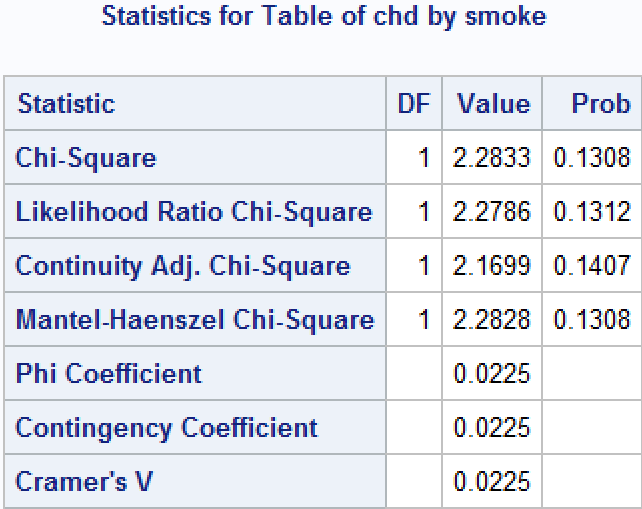 Statistics for Table of chd by smoke
Statistic DF Value Prob
Chi-Square 1 2.2833 0.1308
Likelihood Ratio Chi-Square 1 2.2786 0.1312
Continuity Adj. Chi-Square 1 2.1699 0.1407
Mantel-Haenszel Chi-Square 1 2.2828 0.1308
Phi Coefficient 0.0225
Contingency Coefficient 0.0225
Cramer's V 0.0225